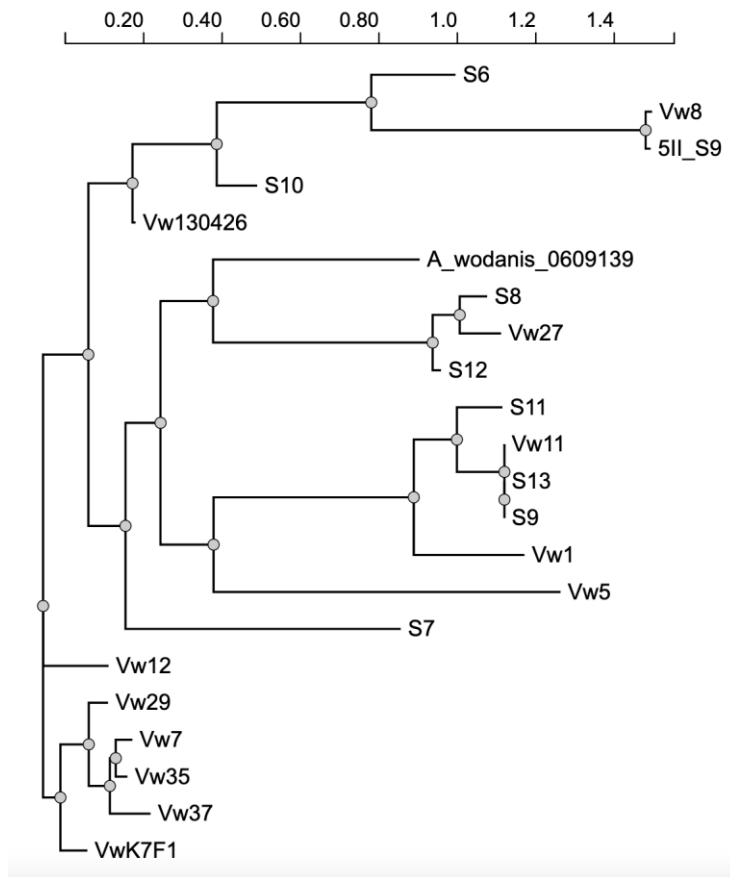 0.20 0.40 0.60 0.80 1.0 1.2 1.4
S6
Vw8
5II_S9
S10
Vw130426
A_wodanis_0609139
S8
Vw27
S12
S11
Vw11
S13
S9
Vw1
Vw5
S7
Vw12
Vw29
Vw7
Vw35
Vw37
VwK7F1